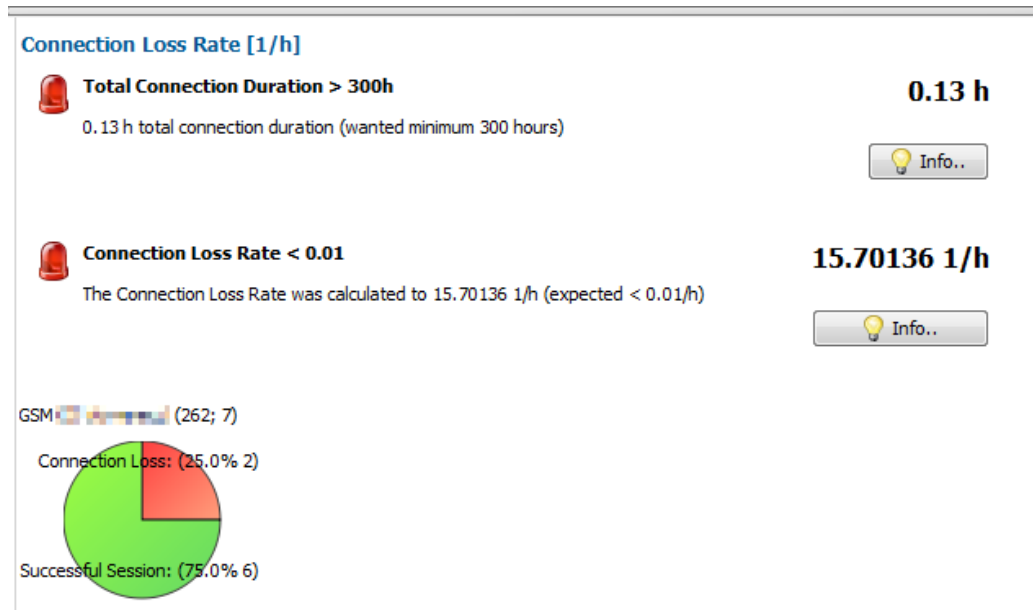 Connection Loss Rate [1/h]
Total Connection Duration > 300h
0.13 h
0.13 h total connection duration (wanted minimum 300 hours)
Info..
Connection Loss Rate < 0.01
15.70136 1/h
The Connection Loss Rate was calculated to 15.70136 1/h (expected < 0.01/h)
Info..
GSM (262; 7)
Connection Loss: (25.0% 2)
Successful Session: (75.0% 6)